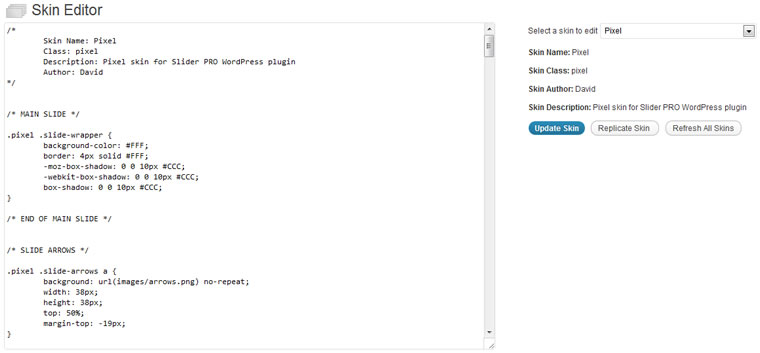 Skin Editor
/*
Skin Name: Pixel
Class: pixel
Description: Pixel skin for Slider PRO WordPress plugin
Author: David
*/
/* MAIN SLIDE */
.pixel .slide-wrapper {
background-color: #FFF;
border: 4px solid #FFF;
-moz-box-shadow: 0 0 10px #CCC;
-webkit-box-shadow: 0 0 10px #CCC;
box-shadow: 0 0 10px #CCC;
}
/* END OF MAIN SLIDE */
/* SLIDE ARROWS */
.pixel .slide-arrows a {
background: url(images/arrows.png) no-repeat;
width: 38px;
height: 38px;
top: 50%;
margin-top: -19px;
}
Select a skin to edit Pixel
Skin Name: Pixel
Skin Class: pixel
Skin Author: David
Skin Description: Pixel skin for Slider PRO WordPress plugin
Update Skin Replicate Skin Refresh All Skins